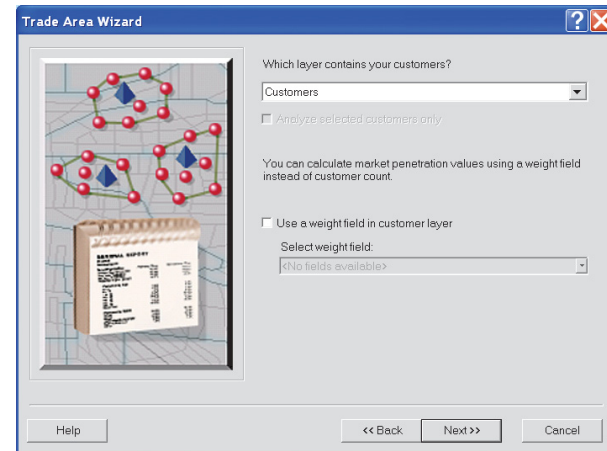 Trade Area Wizard
Which layer contains your customers?
Customers
Analyze selected customers only
You can calculate market penetration values using a weight field
instead of customer count.
Use a weight field in customer layer
Select weight field:
<No fields available>
Help
<< Back
Next >>
Cancel